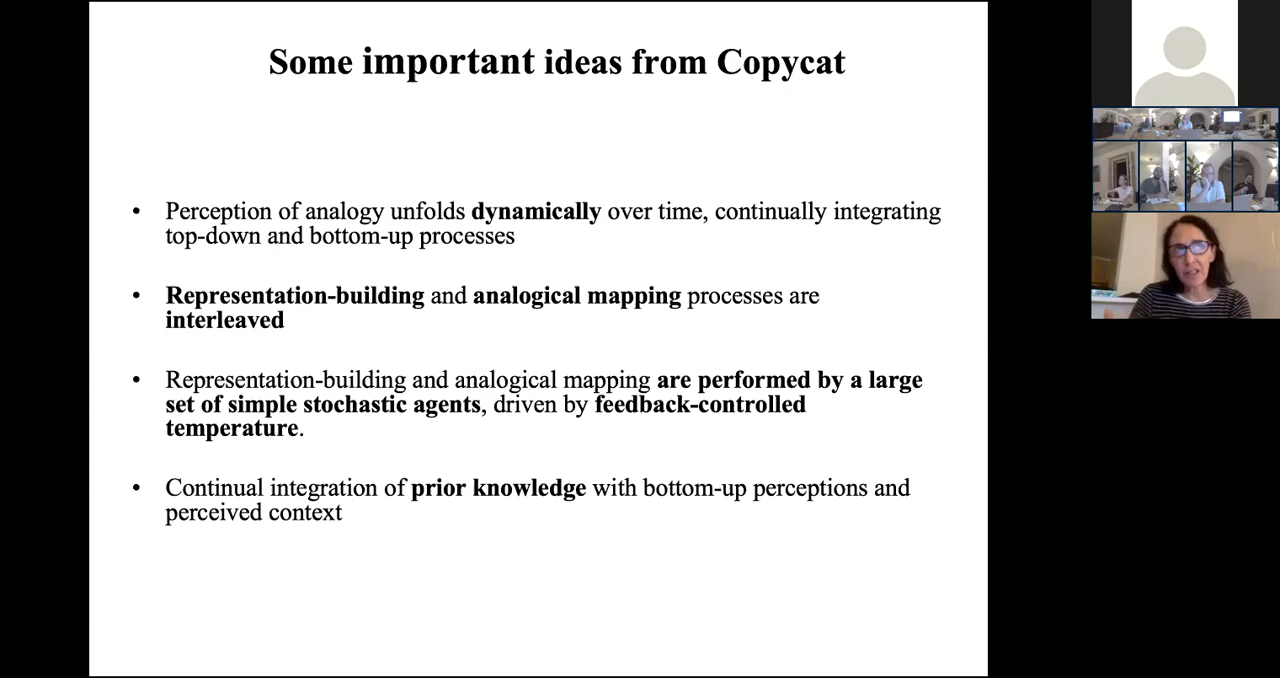 Some important ideas from Copycat
• Perception of analogy unfolds dynamically over time, continually integrating
top-down and bottom-up processes
• Representation-building and analogical mapping processes are
interleaved
• Representation-building and analogical mapping are performed by a large
set of simple stochastic agents, driven by feedback-controlled
temperature.
• Continual integration of prior knowledge with bottom-up perceptions and
perceived context